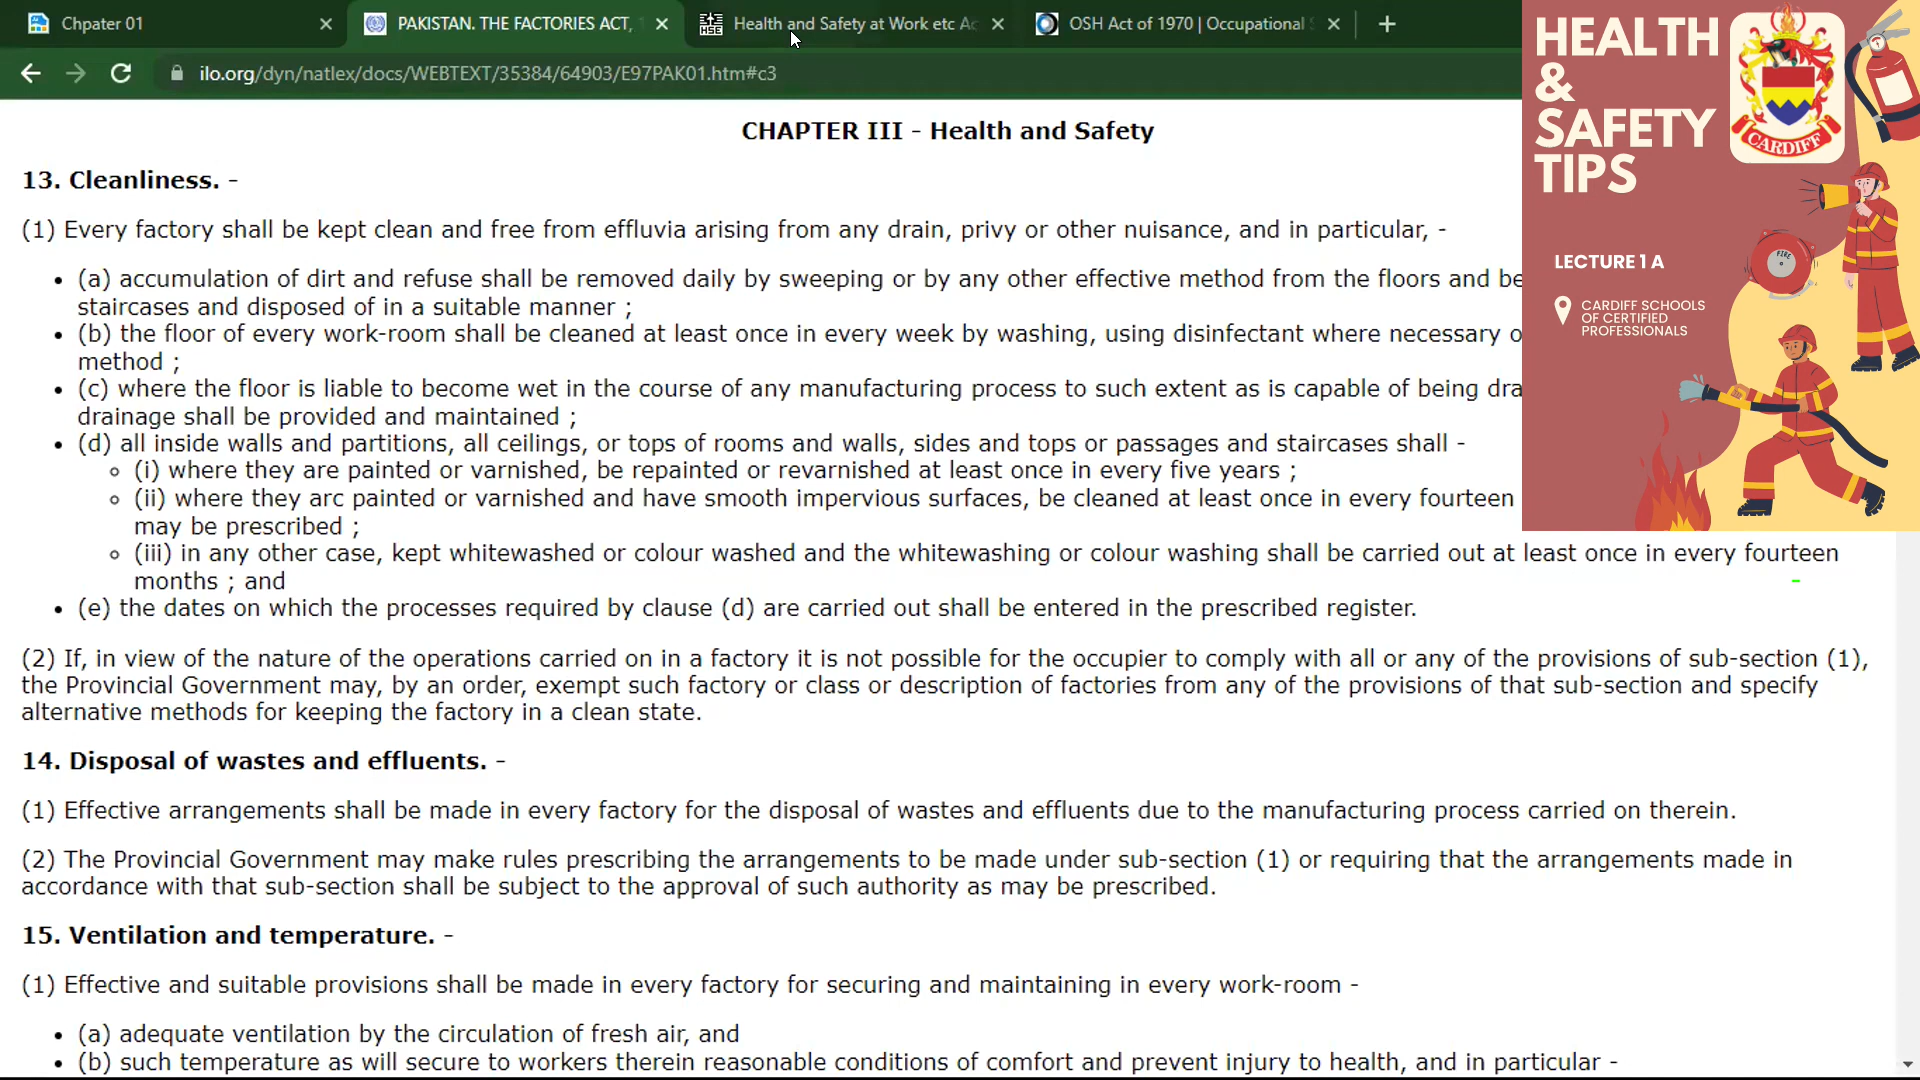 Chpater 01
PAKISTAN. THE FACTORIES ACT,
HSE
Health and Safety at Work etc Ac
OSH Act of 1970 | Occupational S
ilo.org/dyn/natlex/docs/WEBTEXT/35384/64903/E97PAK01.htm#c3
HEALTH
&
SAFETY
TIPS
CARDIFF
FIRE
LECTURE 1 A
CARDIFF SCHOOLS
OF CERTIFIED
PROFESSIONALS
CHAPTER III - Health and Safety
13. Cleanliness. -
(1) Every factory shall be kept clean and free from effluvia arising from any drain, privy or other nuisance, and in particular, -
• (a) accumulation of dirt and refuse shall be removed daily by sweeping or by any other effective method from the floors and be
staircases and disposed of in a suitable manner ;
• (b) the floor of every work-room shall be cleaned at least once in every week by washing, using disinfectant where necessary o
method ;
• (c) where the floor is liable to become wet in the course of any manufacturing process to such extent as is capable of being dra
drainage shall be provided and maintained ;
• (d) all inside walls and partitions, all ceilings, or tops of rooms and walls, sides and tops or passages and staircases shall -
(i) where they are painted or varnished, be repainted or revarnished at least once in every five years ;
(ii) where they arc painted or varnished and have smooth impervious surfaces, be cleaned at least once in every fourteen
may be prescribed ;
(iii) in any other case, kept whitewashed or colour washed and the whitewashing or colour washing shall be carried out at least once in every fourteen
months ; and
• (e) the dates on which the processes required by clause (d) are carried out shall be entered in the prescribed register.
(2) If, in view of the nature of the operations carried on in a factory it is not possible for the occupier to comply with all or any of the provisions of sub-section (1),
the Provincial Government may, by an order, exempt such factory or class or description of factories from any of the provisions of that sub-section and specify
alternative methods for keeping the factory in a clean state.
14. Disposal of wastes and effluents. -
(1) Effective arrangements shall be made in every factory for the disposal of wastes and effluents due to the manufacturing process carried on therein.
(2) The Provincial Government may make rules prescribing the arrangements to be made under sub-section (1) or requiring that the arrangements made in
accordance with that sub-section shall be subject to the approval of such authority as may be prescribed.
15. Ventilation and temperature. -
(1) Effective and suitable provisions shall be made in every factory for securing and maintaining in every work-room -
• (a) adequate ventilation by the circulation of fresh air, and
• (b) such temperature as will secure to workers therein reasonable conditions of comfort and prevent injury to health, and in particular -